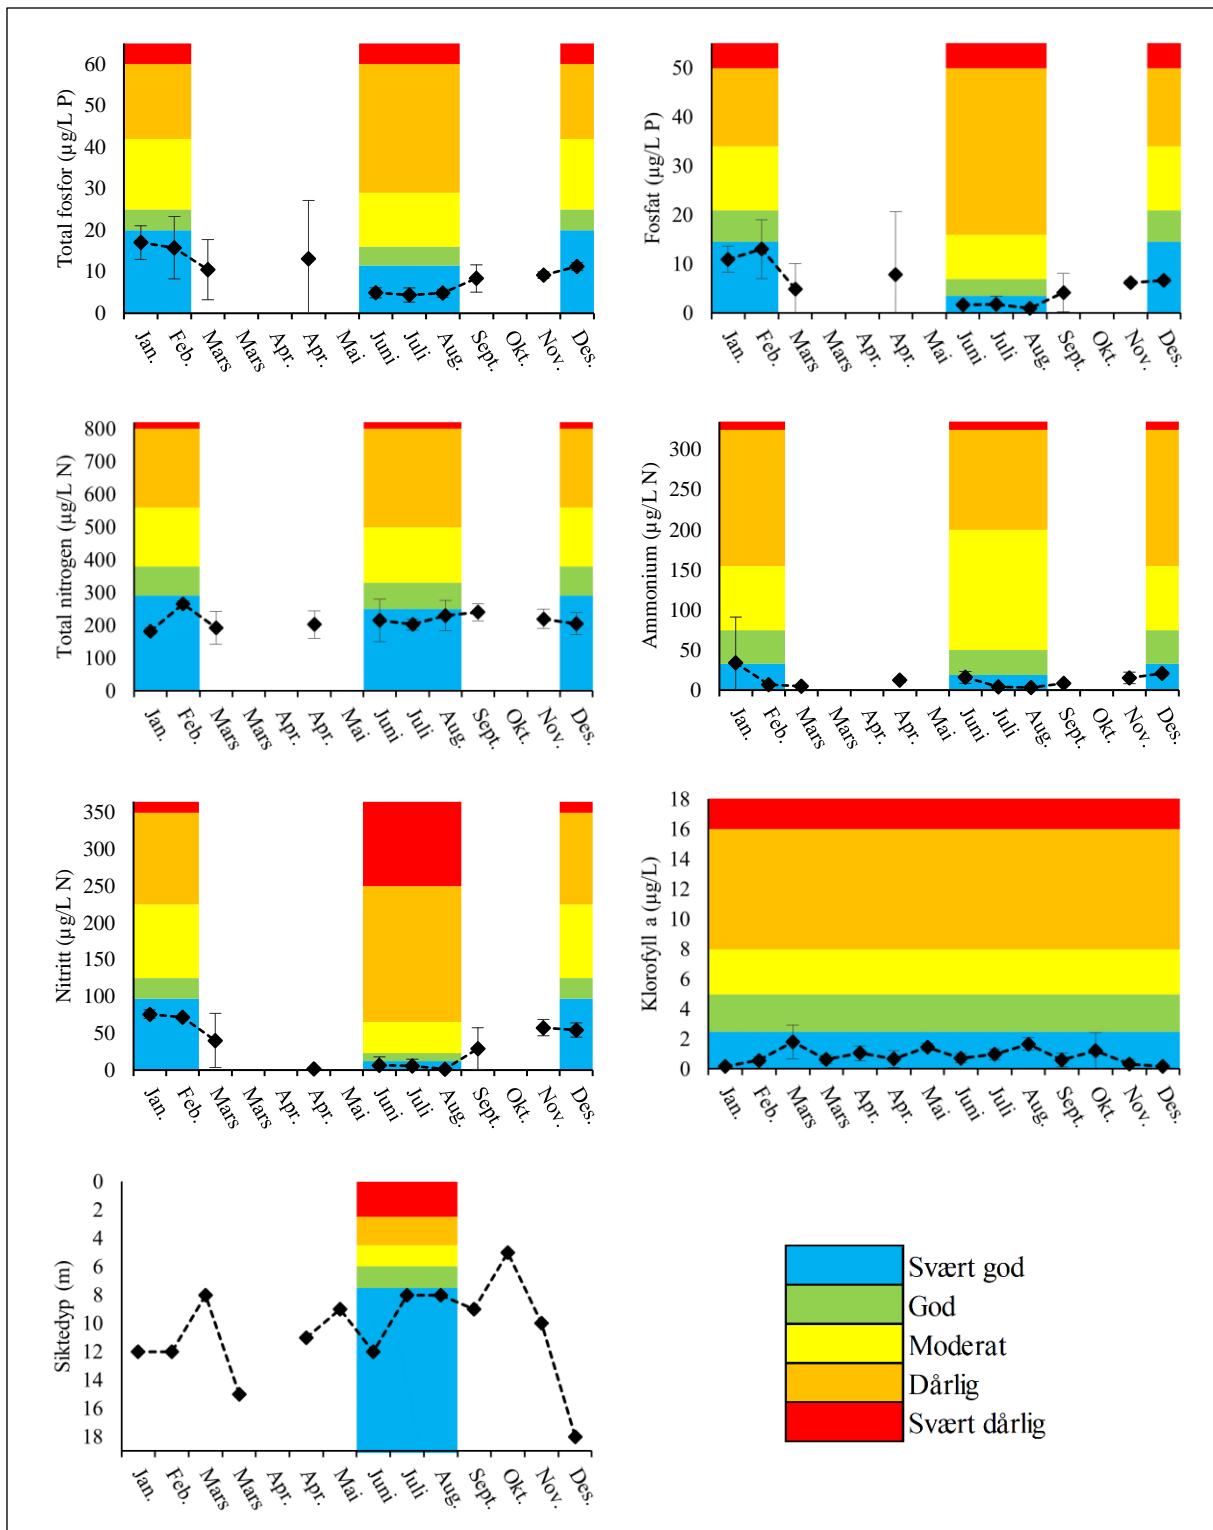 Total fosfor (µg/L P)
60
50
40
30
20
10
0
Jan.
Feb.
Mars
Mars
Apr.
Apr.
Mai
Juni
Juli
Aug.
Sept.
Okt.
Nov.
Des.
Fosfat (µg/L P)
50
40
30
20
10
0
Jan.
Feb.
Mars
Mars
Apr.
Apr.
Mai
Juni
Juli
Aug.
Sept.
Okt.
Nov.
Des.
Total nitrogen (µg/L N)
800
700
600
500
400
300
200
100
0
Jan.
Feb.
Mars
Mars
Apr.
Apr.
Mai
Juni
Juli
Aug.
Sept.
Okt.
Nov.
Des.
Ammonium (µg/L N)
300
250
200
150
100
50
0
Jan.
Feb.
Mars
Mars
Apr.
Apr.
Mai
Juni
Juli
Aug.
Sept.
Okt.
Nov.
Des.
Nitritt (µg/L N)
350
300
250
200
150
100
50
0
Jan.
Feb.
Mars
Mars
Apr.
Apr.
Mai
Juni
Juli
Aug.
Sept.
Okt.
Nov.
Des.
Klorofyll a (µg/L)
18
16
14
12
10
8
6
4
2
0
Jan.
Feb.
Mars
Mars
Apr.
Apr.
Mai
Juni
Juli
Aug.
Sept.
Okt.
Nov.
Des.
Siktedyp (m)
0
2
4
6
8
10
12
14
16
18
Jan.
Feb.
Mars
Mars
Apr.
Apr.
Mai
Juni
Juli
Aug.
Sept.
Okt.
Nov.
Des.
Svært god
God
Moderat
Dårlig
Svært dårlig